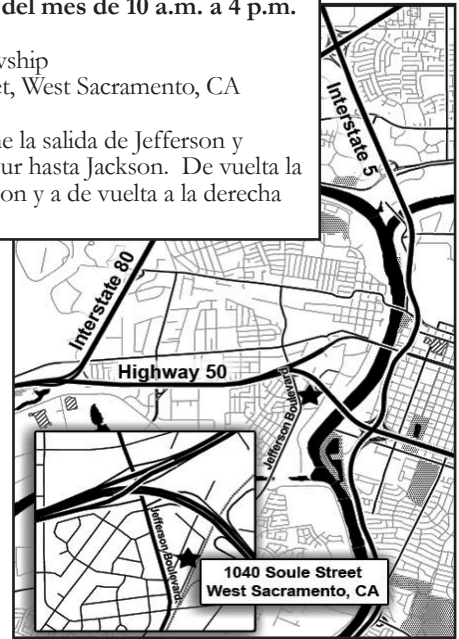 del mes de 10 a.m. a 4 p.m.
wship
et, West Sacramento, CA
ne la salida de Jefferson y
ur hasta Jackson. De vuelta la
on y a de vuelta a la derecha
Interstate 5
Interstate 80
Highway 50
Jefferson Boulevard
Jefferson Boulevard
1040 Soule Street
West Sacramento, CA